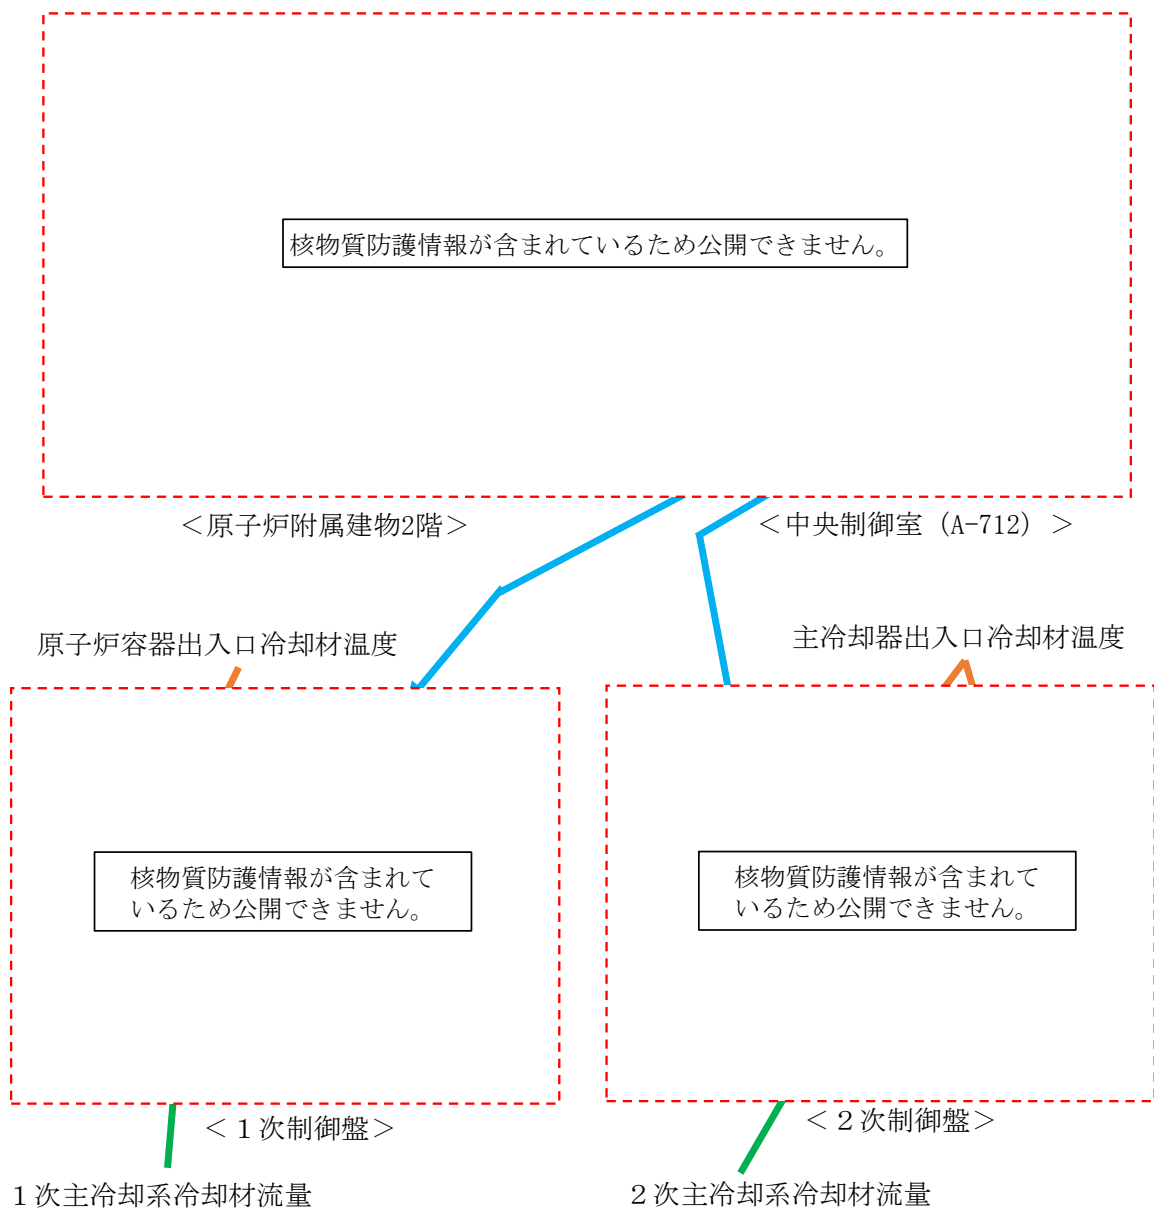 核物質防護情報が含まれているため公開できません。
＜原子炉附属建物2階＞
＜中央制御室（A-712）＞
原子炉容器出入口冷却材温度
主冷却器出入口冷却材温度
核物質防護情報が含まれて
いるため公開できません。
核物質防護情報が含まれて
いるため公開できません。
＜１次制御盤＞
＜２次制御盤＞
１次主冷却系冷却材流量
２次主冷却系冷却材流量